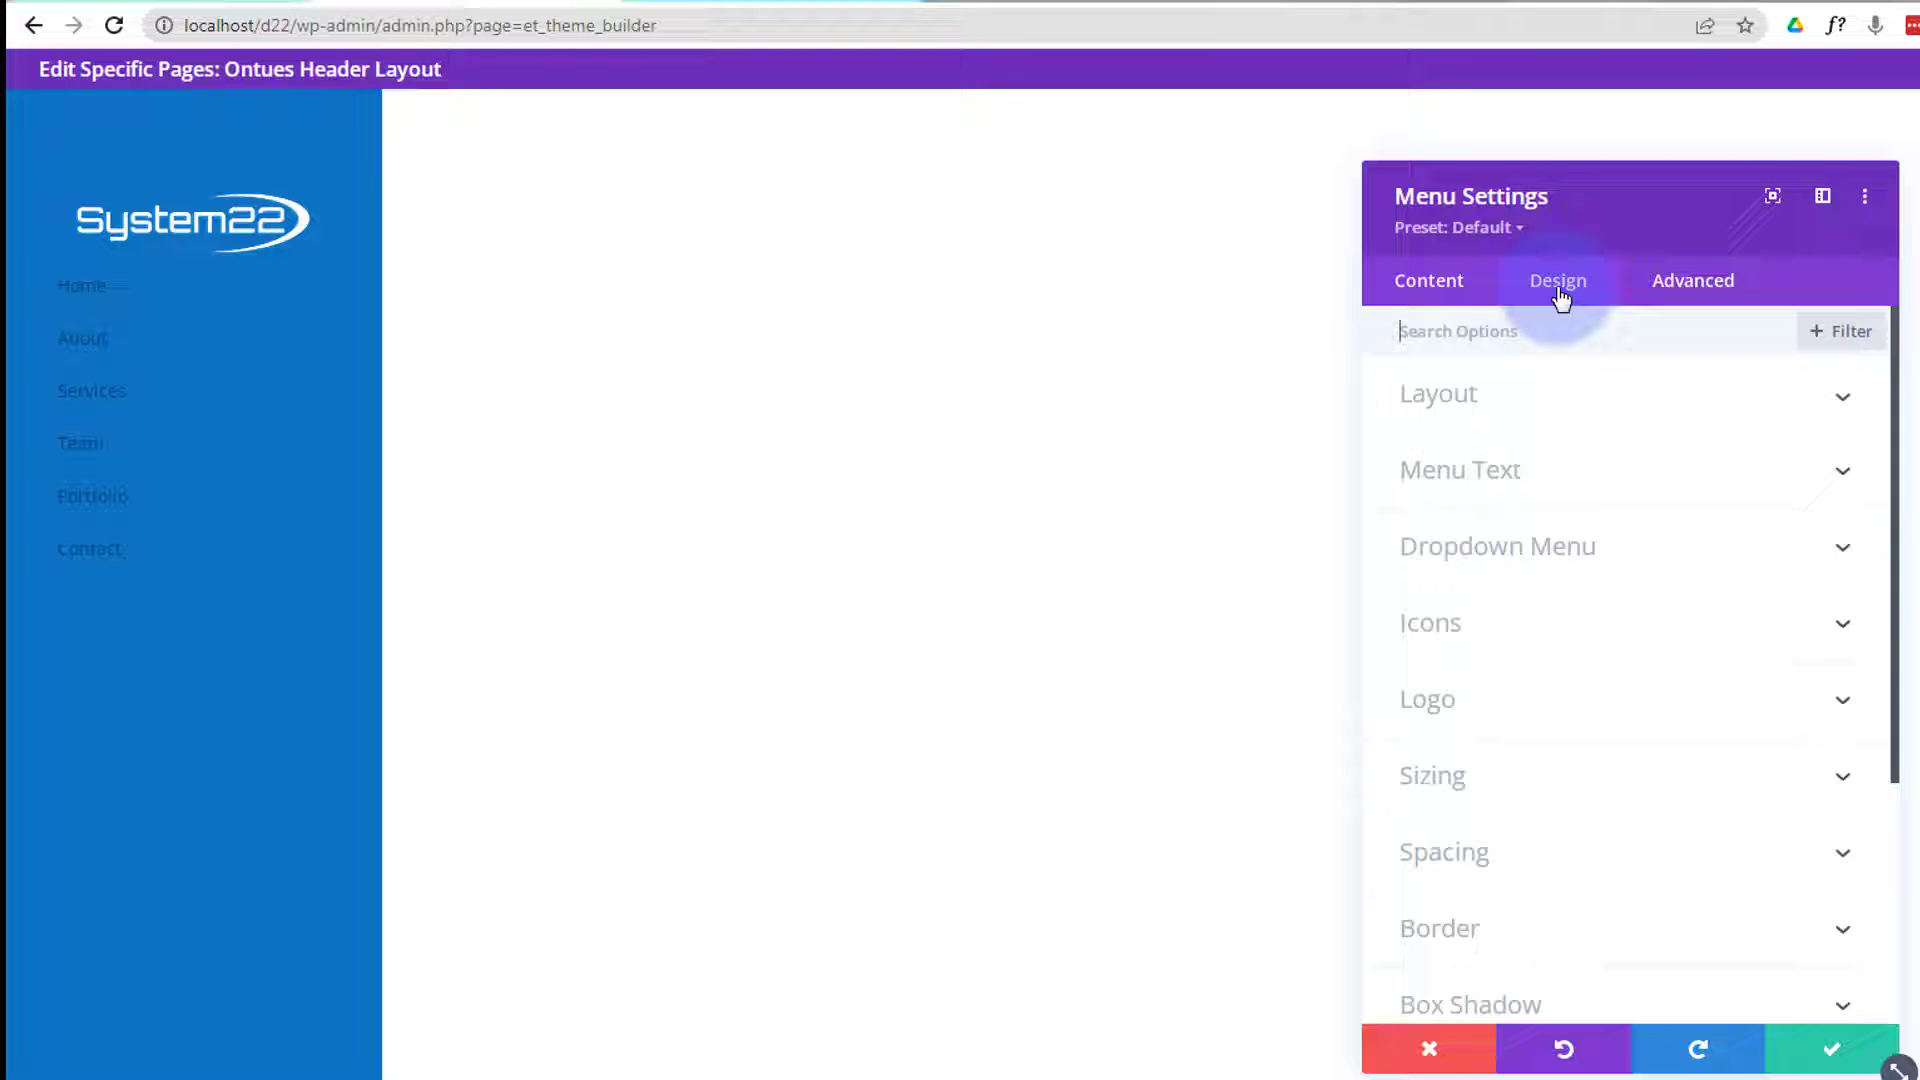 localhost/d22/wp-admin/admin.php?page=et_theme_builder
f?
Edit Specific Pages: Ontues Header Layout
System22
Home
About
Services
Team
Portfolio
Contact
Menu Settings
Preset: Default
Content Design Advanced
Search Options + Filter
Layout
Menu Text
Dropdown Menu
Icons
Logo
Sizing
Spacing
Border
Box Shadow